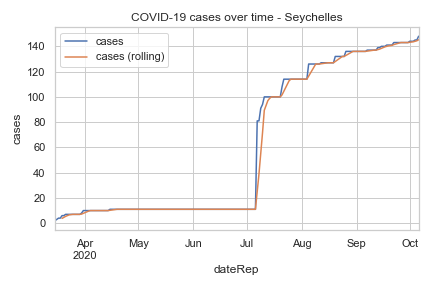 COVID-19 cases over time - Seychelles
cases
cases (rolling)
140
120
100
80
60
40
20
0
cases
Apr May Jun Jul Aug Sep Oct
2020
dateRep